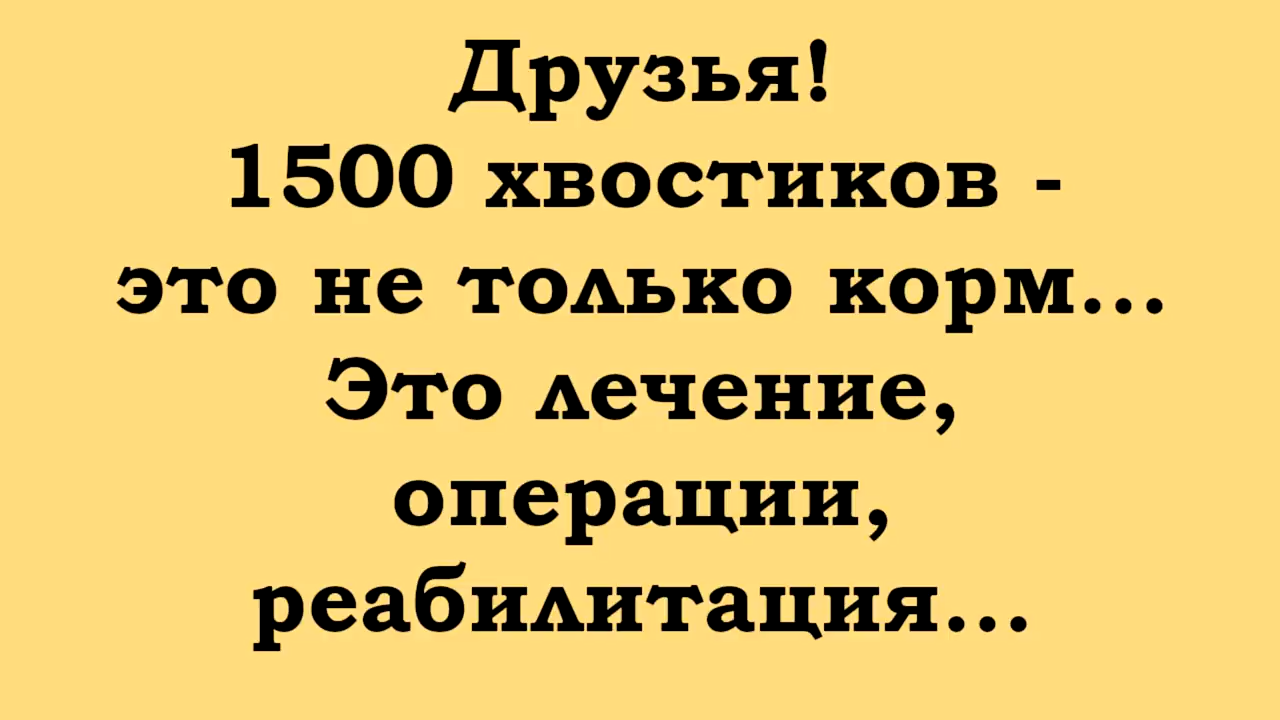 Друзья!
1500 хвостиков -
это не только корм...
Это лечение,
операции,
реабилитация...